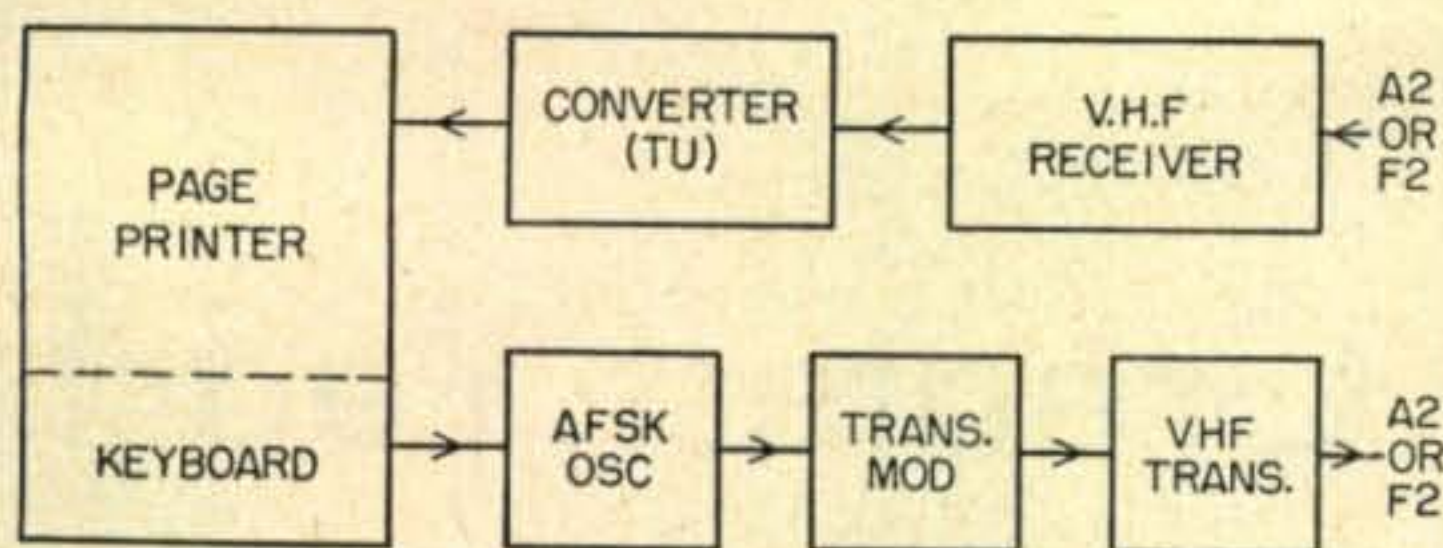 PAGE
PRINTER
CONVERTER
(TU)
V.H.F
RECEIVER
A2
OR
F2
KEYBOARD
AFSK
OSC
TRANS.
MOD
VHF
TRANS.
A2
OR
F2